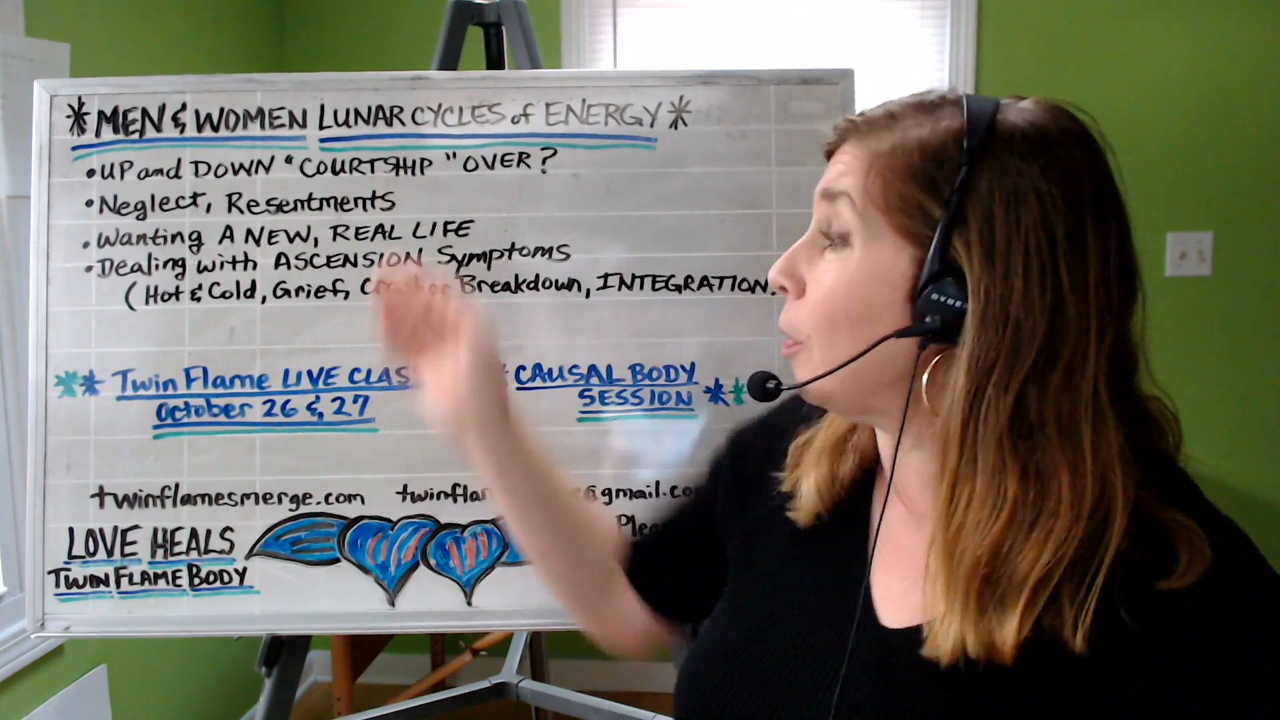 *MEN & WOMEN LUNAR CYCLES of ENERGY*
•UP and DOWN "COURTSHIP" OVER?
•Neglect, Resentments
•Wanting A NEW, REAL LIFE
•Dealing with ASCENSION Symptoms
(Hot & Cold, Grief, Breakdown, INTEGRATION
** Twin Flame LIVE CLAS
October 26 & 27
CAUSAL BODY
SESSION **
twinflamesmerge.com @gmail.co
LOVE HEALS
TWIN FLAME BODY